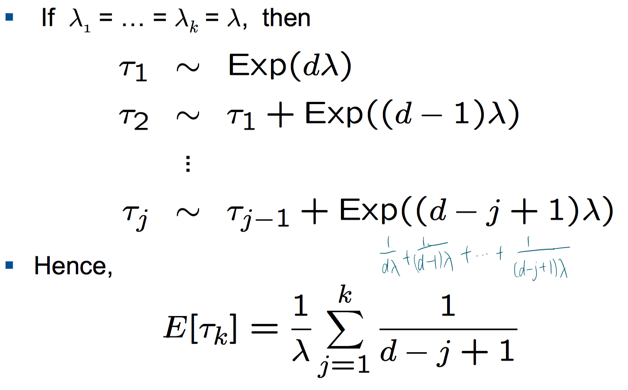 ▪ If λ₁ = … = λₖ = λ, then
τ₁ ∼ Exp(dλ)
τ₂ ∼ τ₁ + Exp((d − 1)λ)
⋮
τⱼ ∼ τⱼ₋₁ + Exp((d − j + 1)λ)
1/dλ + 1/(d-1)λ + ... + 1/(d-j+1)λ
▪ Hence,
E[τₖ] = 1/λ ∑_{j=1}^{k} 1/(d − j + 1)